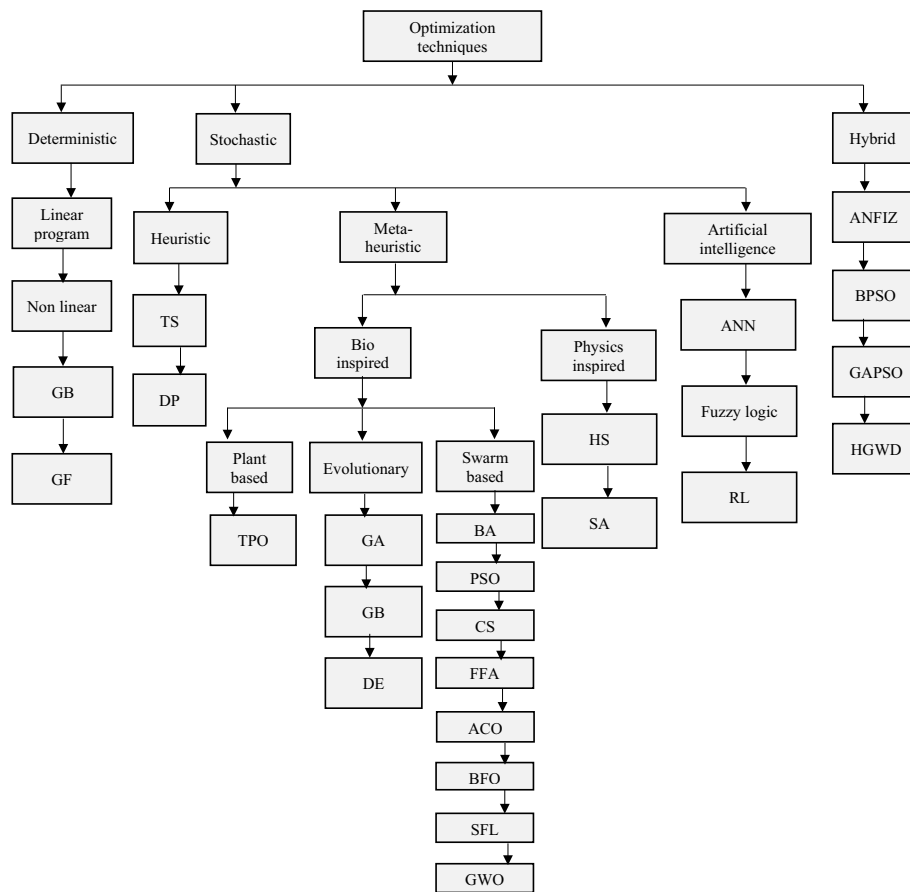 Optimization
techniques
Deterministic
Stochastic
Hybrid
Linear
program
Heuristic
Meta-
heuristic
Artificial
intelligence
ANFIZ
Non linear
TS
Bio
inspired
Physics
inspired
ANN
BPSO
GB
DP
HS
Fuzzy logic
GAPSO
GF
Plant
based
Evolutionary
Swarm
based
SA
RL
HGWD
TPO
GA
BA
PSO
GB
CS
DE
FFA
ACO
BFO
SFL
GWO